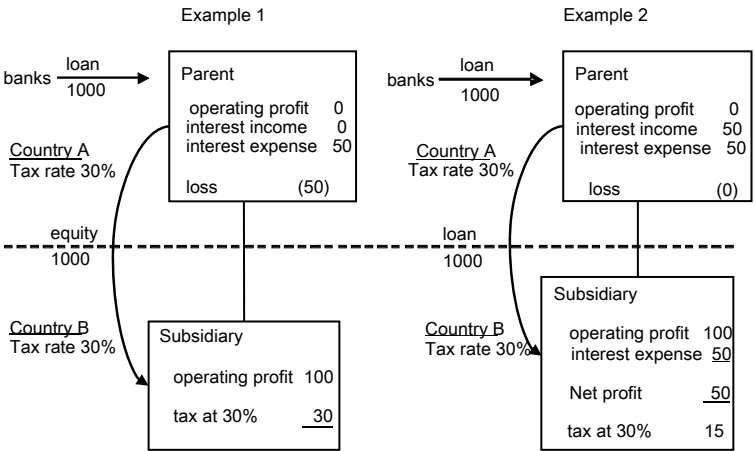 Example 1
banks
loan
1000
Parent
operating profit 0
interest income 0
interest expense 50
loss (50)
Country A
Tax rate 30%
equity
1000
Country B
Tax rate 30%
Subsidiary
operating profit 100
tax at 30% 30
Example 2
banks
loan
1000
Parent
operating profit 0
interest income 50
interest expense 50
loss (0)
Country A
Tax rate 30%
loan
1000
Country B
Tax rate 30%
Subsidiary
operating profit 100
interest expense 50
Net profit 50
tax at 30% 15